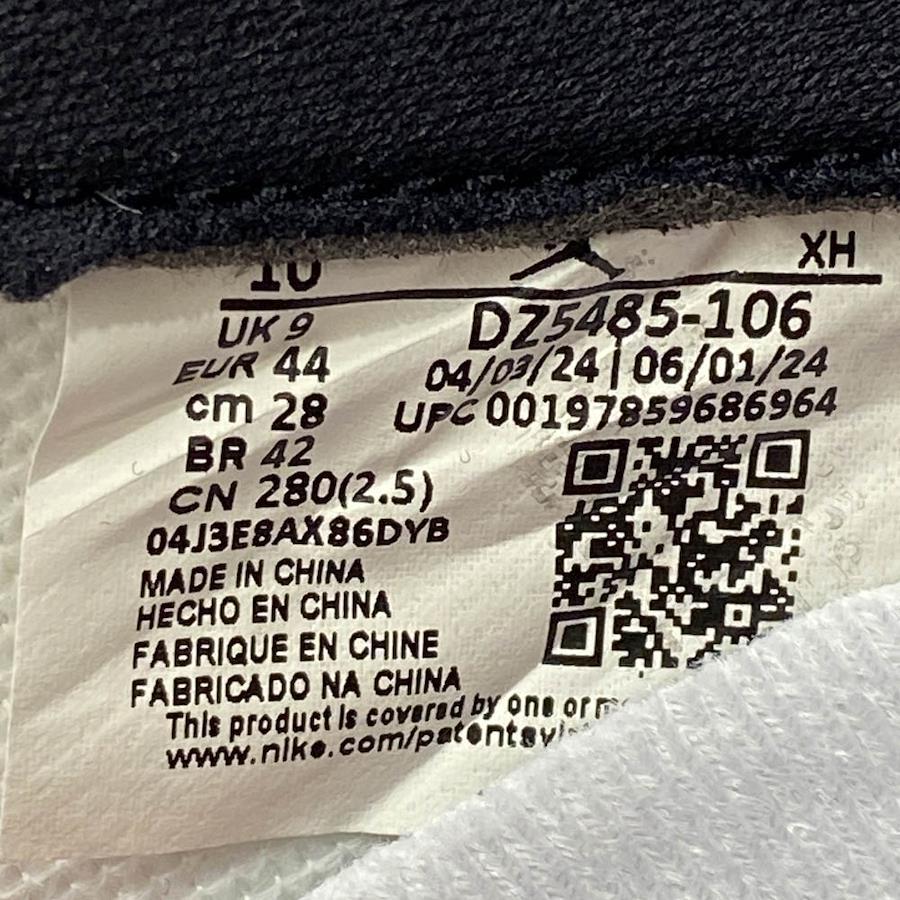 10 XH
UK 9 DZ5485-106
EUR 44 04/03/24 | 06/01/24
cm 28 UPC 00197859686964
BR 42
CN 280(2.5)
04J3E8AX86DYB
MADE IN CHINA
HECHO EN CHINA
FABRIQUE EN CHINE
FABRICADO NA CHINA
This product is covered by one or
www.nike.com/patents